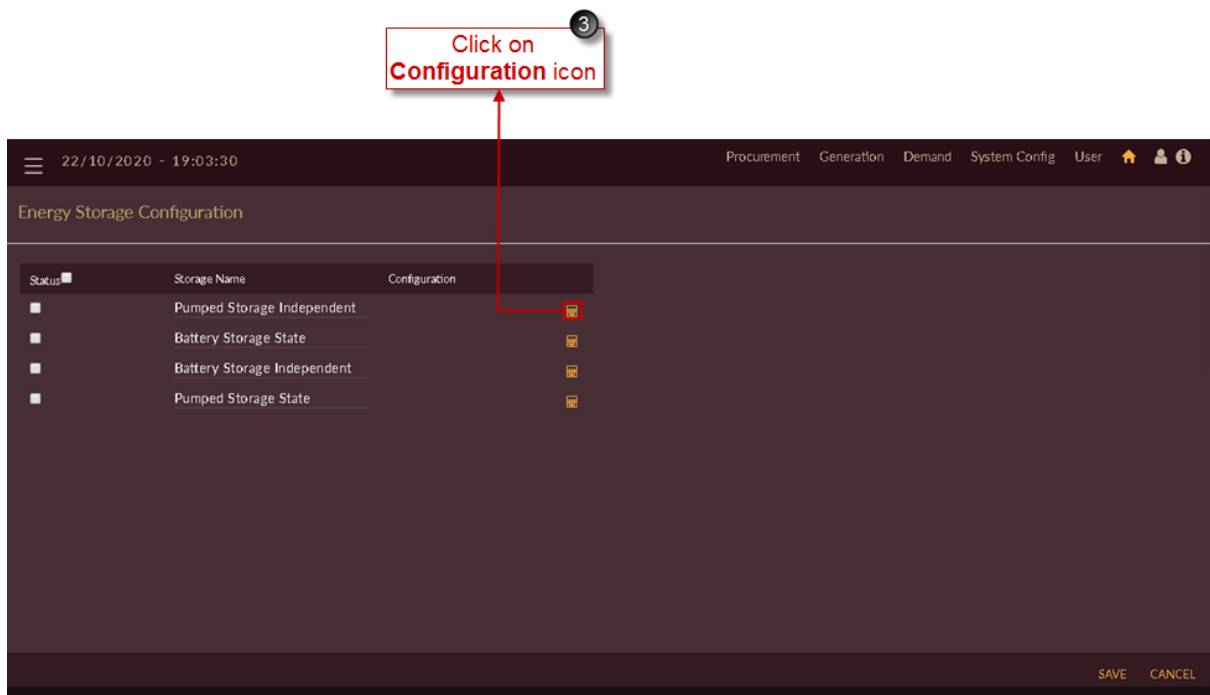 3
Click on
Configuration icon
22/10/2020 - 19:03:30
Procurement Generation Demand System Config User
Energy Storage Configuration
Status Storage Name Configuration
Pumped Storage Independent
Battery Storage State
Battery Storage Independent
Pumped Storage State
SAVE CANCEL